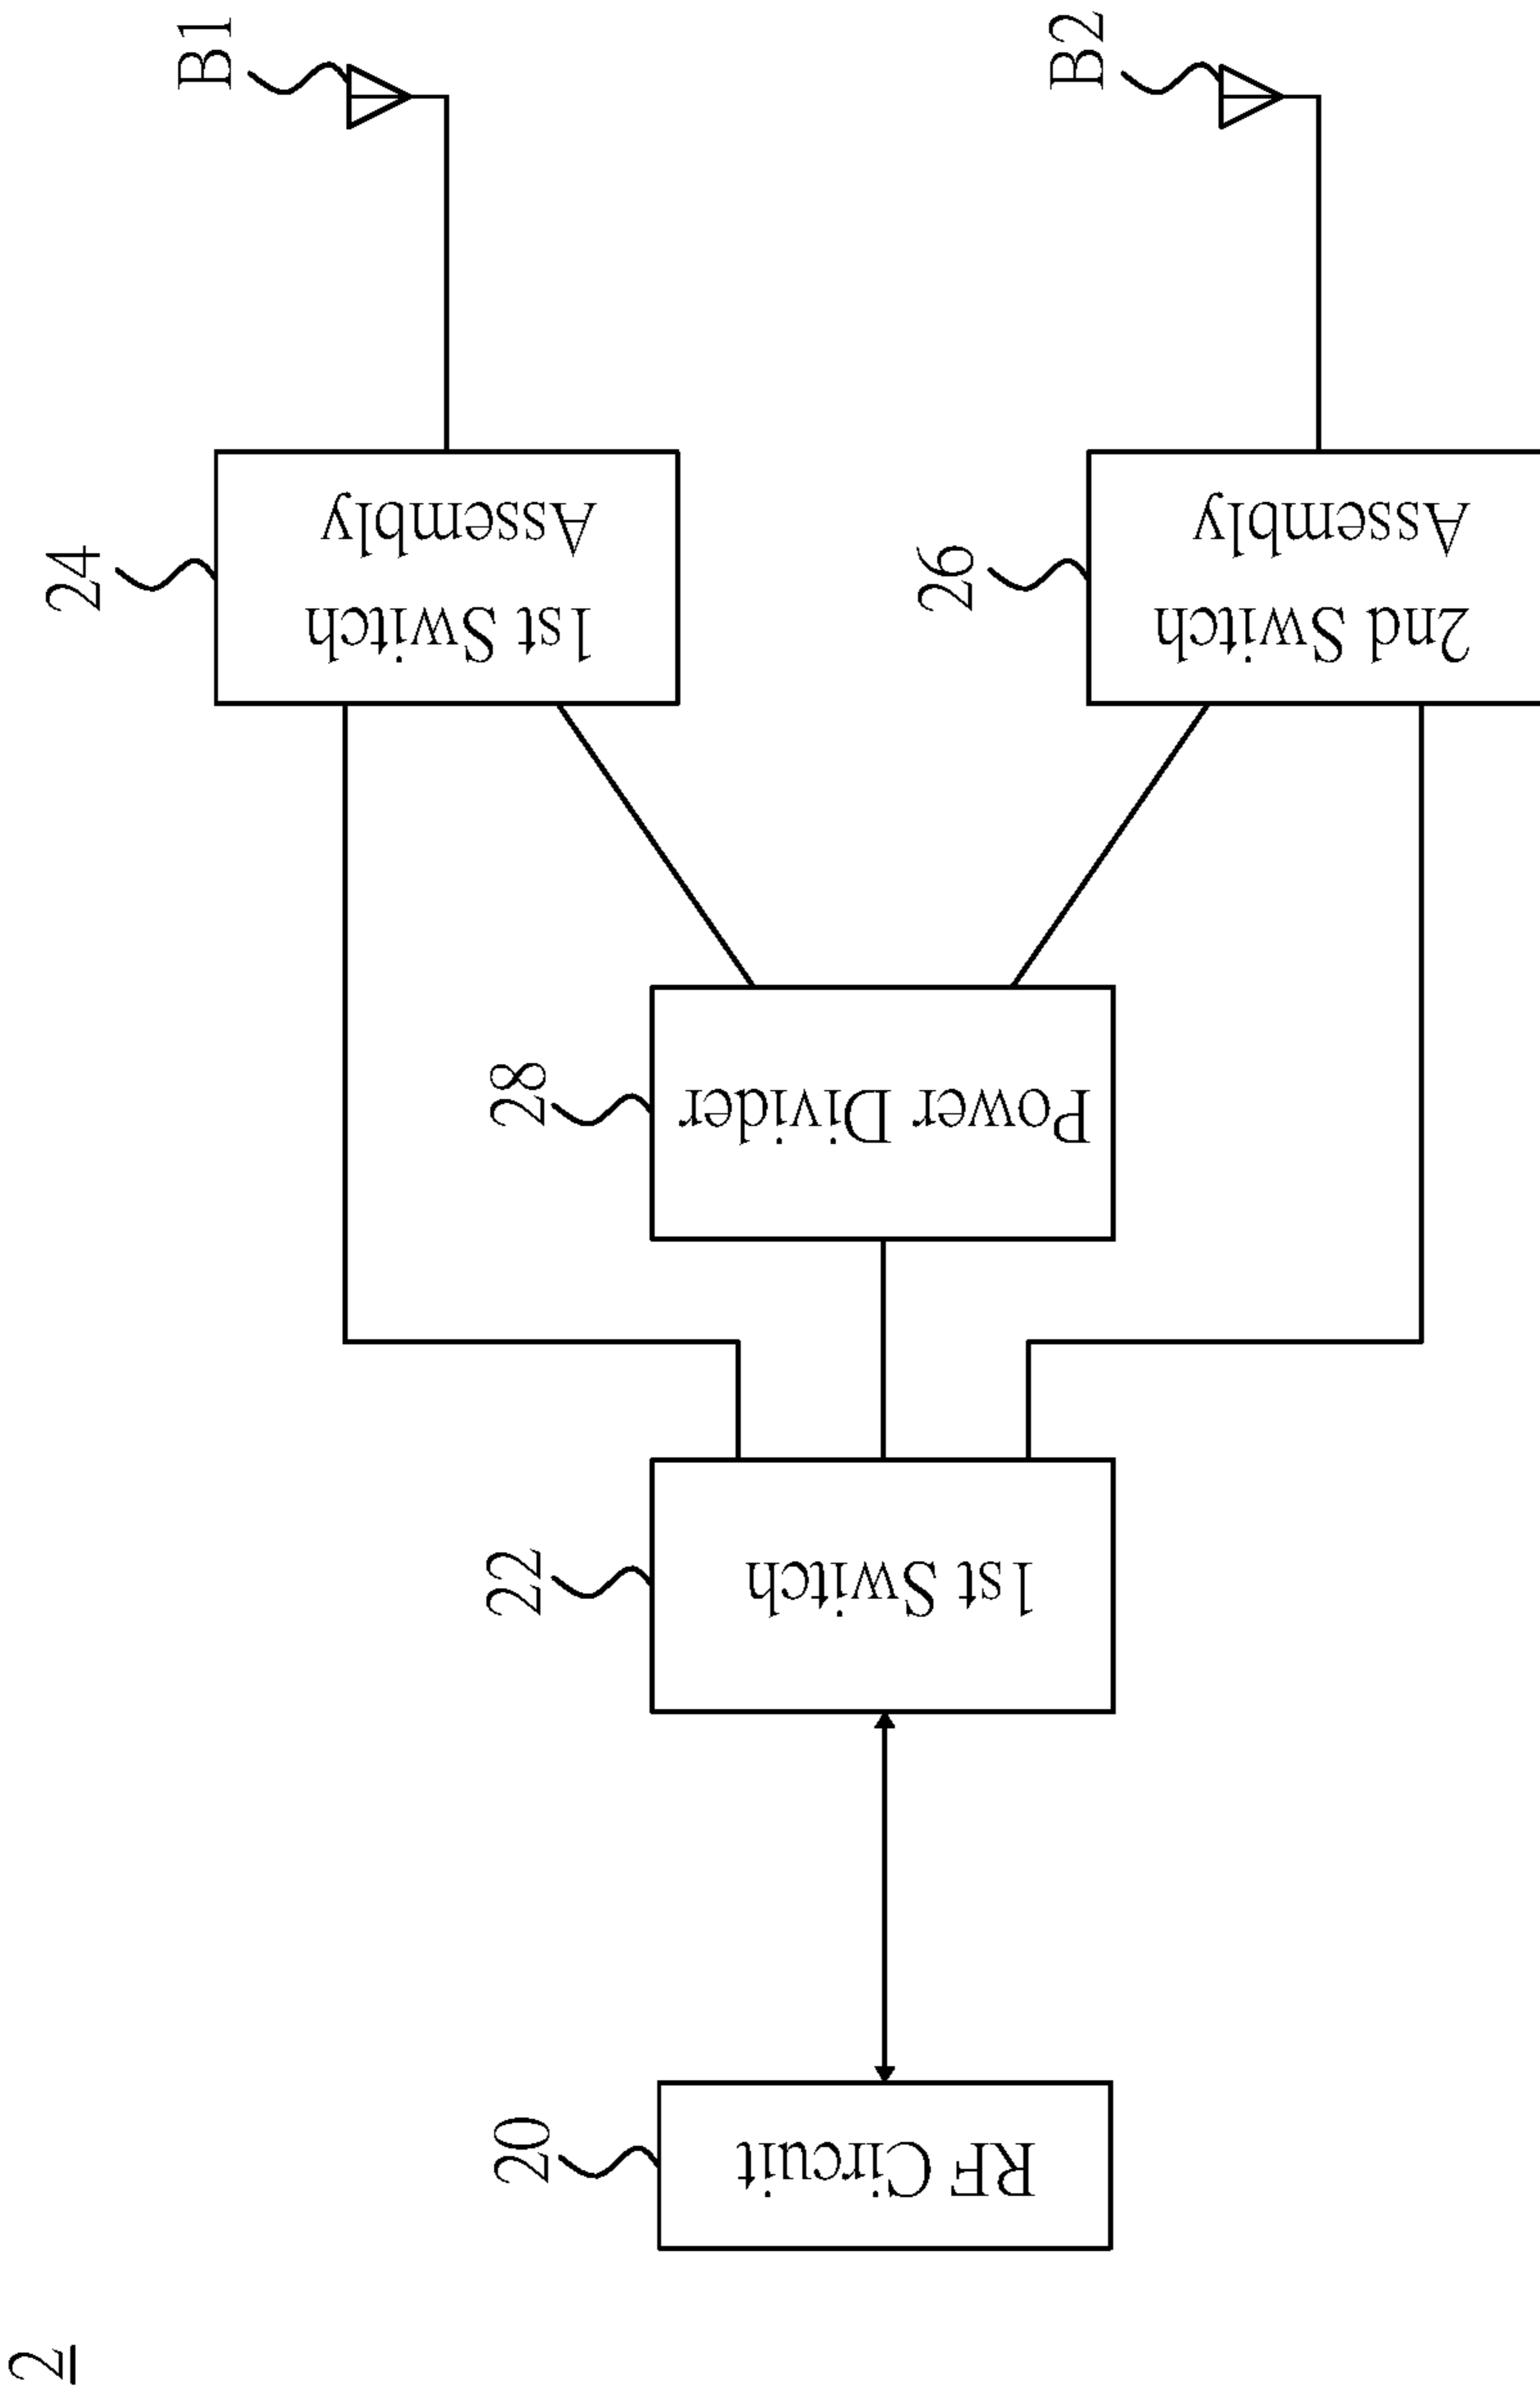 2
RF Circuit
20
1st Switch
22
Power Divider
28
1st Switch
Assembly
24
2nd Switch
Assembly
26
B1
B2